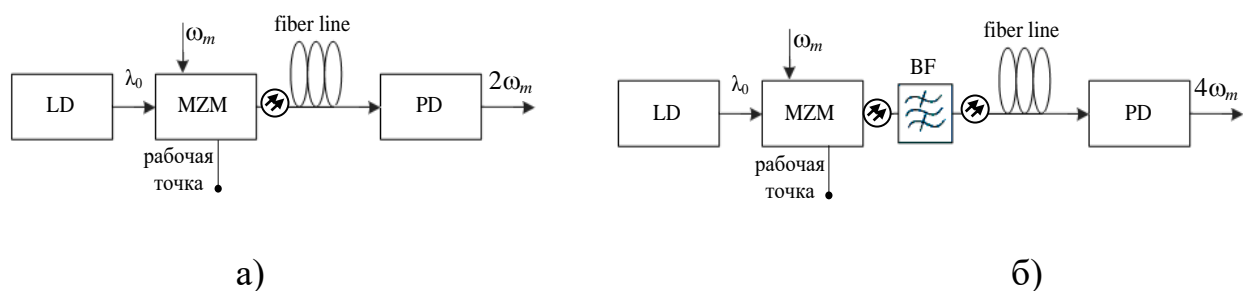 fiber line
ωm
λ0
2ωm
LD
MZM
PD
рабочая
точка
а)
fiber line
ωm
BF
λ0
4ωm
LD
MZM
PD
рабочая
точка
б)